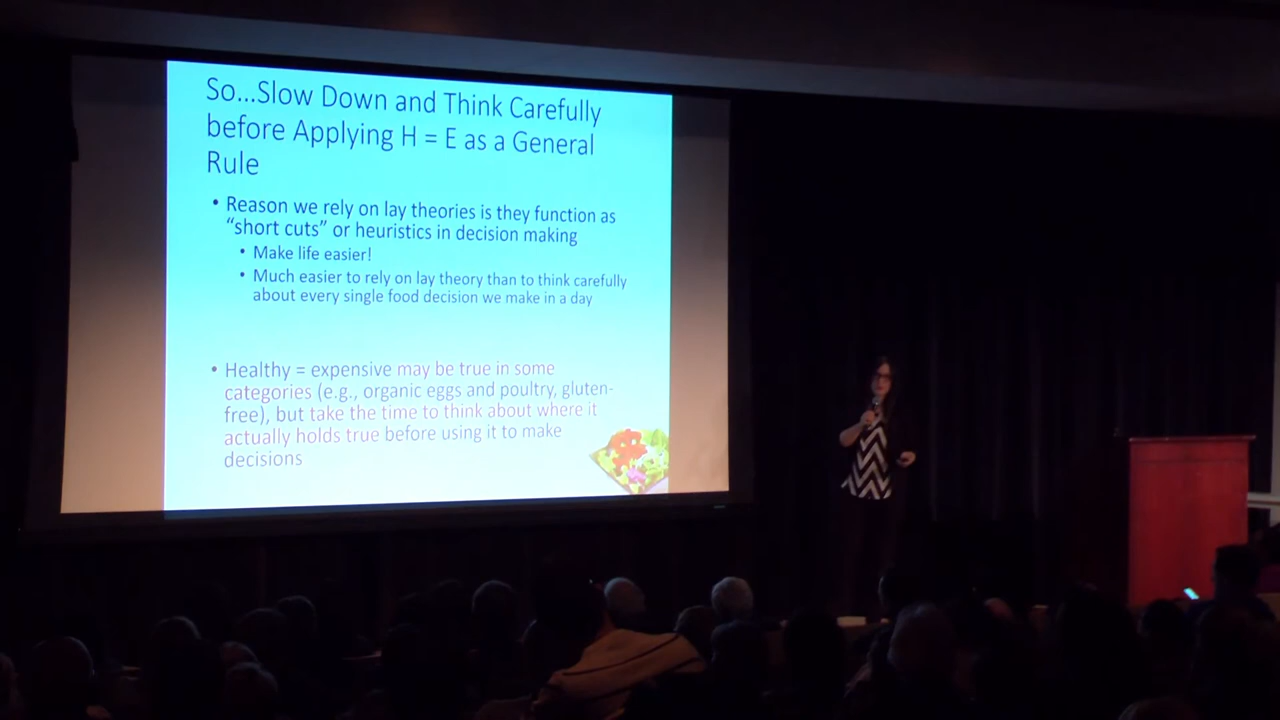 So...Slow Down and Think Carefully
before Applying H = E as a General
Rule
• Reason we rely on lay theories is they function as
“short cuts” or heuristics in decision making
• Make life easier!
• Much easier to rely on lay theory than to think carefully
about every single food decision we make in a day
• Healthy = expensive may be true in some
categories (e.g., organic eggs and poultry, gluten-
free), but take the time to think about where it
actually holds true before using it to make
decisions